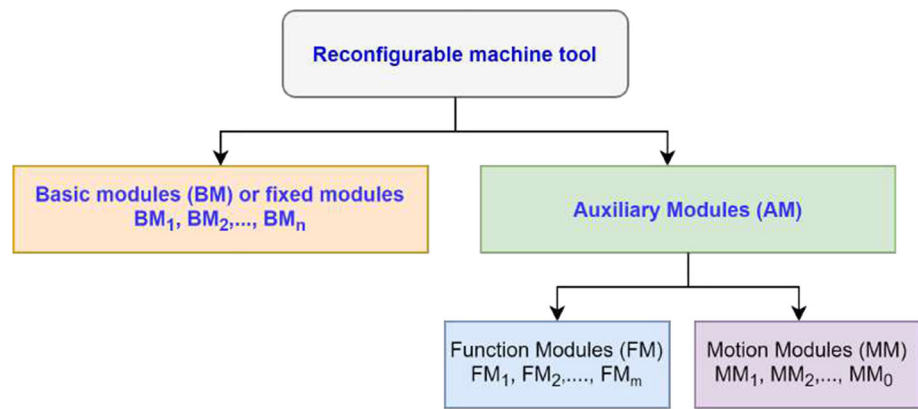 Reconfigurable machine tool
Basic modules (BM) or fixed modules
BM₁, BM₂,..., BMₙ
Auxiliary Modules (AM)
Function Modules (FM)
FM₁, FM₂,...., FMₘ
Motion Modules (MM)
MM₁, MM₂,..., MM₀